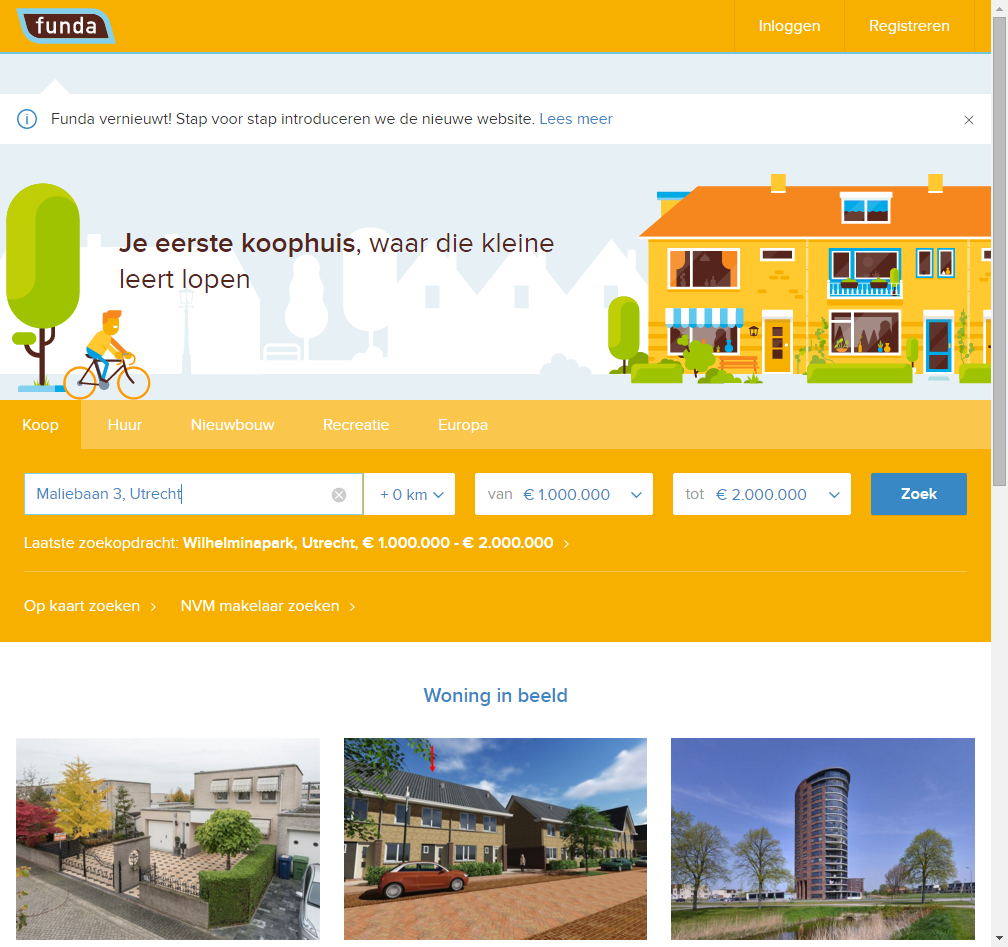 funda
Inloggen
Registreren
Funda vernieuwt! Stap voor stap introduceren we de nieuwe website. Lees meer
Je eerste koophuis, waar die kleine
leert lopen
Koop
Huur
Nieuwbouw
Recreatie
Europa
Maliebaan 3, Utrecht
+ 0 km
van € 1.000.000
tot € 2.000.000
Zoek
Laatste zoekopdracht: Wilhelminapark, Utrecht, € 1.000.000 - € 2.000.000
Op kaart zoeken
NVM makelaar zoeken
Woning in beeld